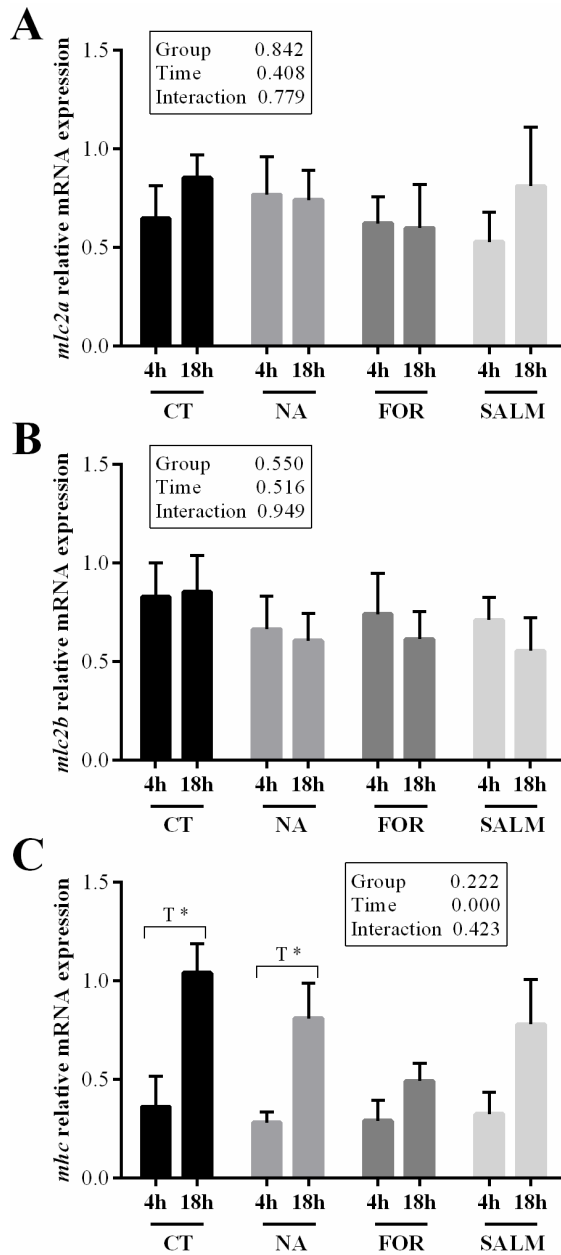 A
mlc2a relative mRNA expression
1.5
1.0
0.5
0.0
Group 0.842
Time 0.408
Interaction 0.779
4h 18h 4h 18h 4h 18h 4h 18h
CT NA FOR SALM
B
mlc2b relative mRNA expression
1.5
1.0
0.5
0.0
Group 0.550
Time 0.516
Interaction 0.949
4h 18h 4h 18h 4h 18h 4h 18h
CT NA FOR SALM
C
mhc relative mRNA expression
1.5
1.0
0.5
0.0
Group 0.222
Time 0.000
Interaction 0.423
T *
T *
4h 18h 4h 18h 4h 18h 4h 18h
CT NA FOR SALM